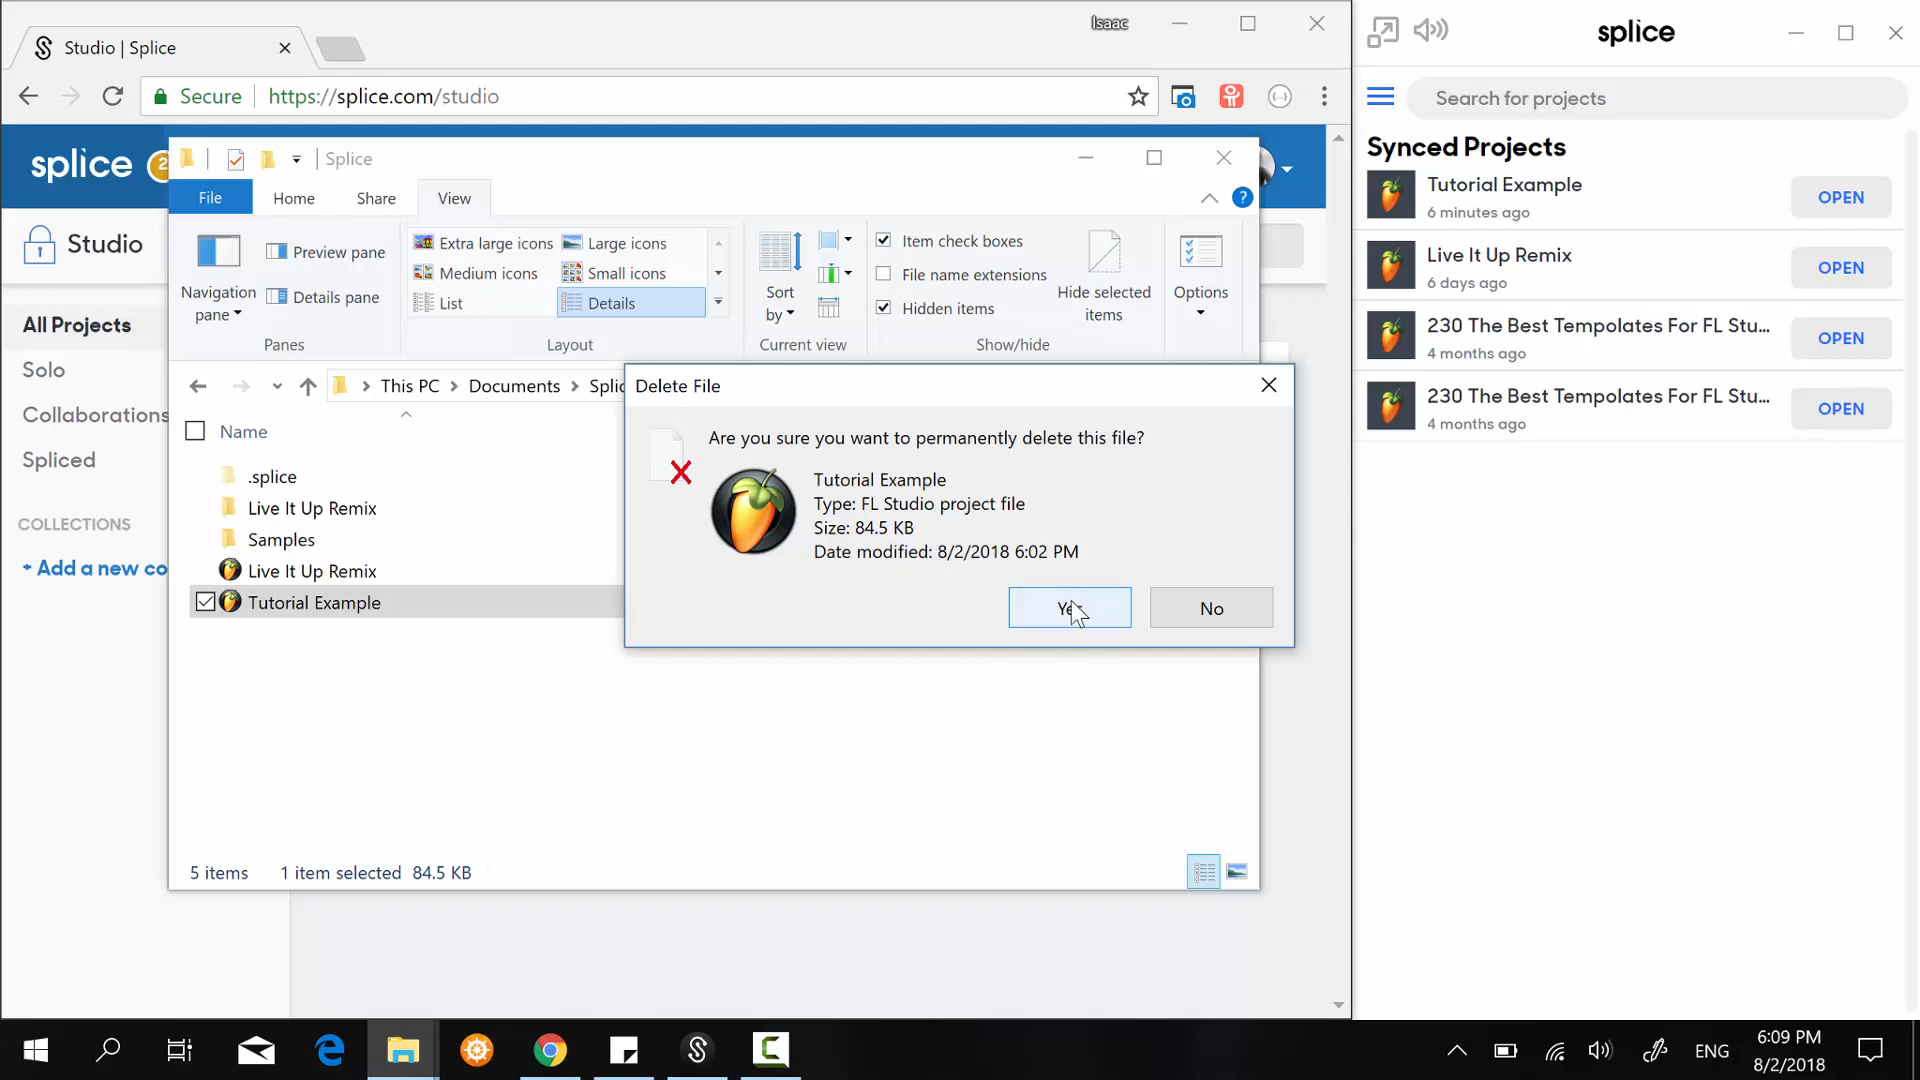 Isaac
Studio | Splice
Secure https://splice.com/studio
splice 2
Studio
All Projects
Solo
Collaborations
Spliced
COLLECTIONS
+ Add a new co
Splice
File Home Share View ?
Navigation pane
Preview pane
Details pane
Panes
Extra large icons Large icons
Medium icons Small icons
List Details
Layout
Sort by
Current view
Item check boxes
File name extensions
Hidden items
Hide selected items
Show/hide
Options
This PC Documents Splic
Name
.splice
Live It Up Remix
Samples
Live It Up Remix
Tutorial Example
5 items 1 item selected 84.5 KB
Delete File
Are you sure you want to permanently delete this file?
Tutorial Example
Type: FL Studio project file
Size: 84.5 KB
Date modified: 8/2/2018 6:02 PM
No
splice
Search for projects
Synced Projects
Tutorial Example
6 minutes ago
OPEN
Live It Up Remix
6 days ago
OPEN
230 The Best Tempolates For FL Stu...
4 months ago
OPEN
230 The Best Tempolates For FL Stu...
4 months ago
OPEN
ENG
6:09 PM
8/2/2018